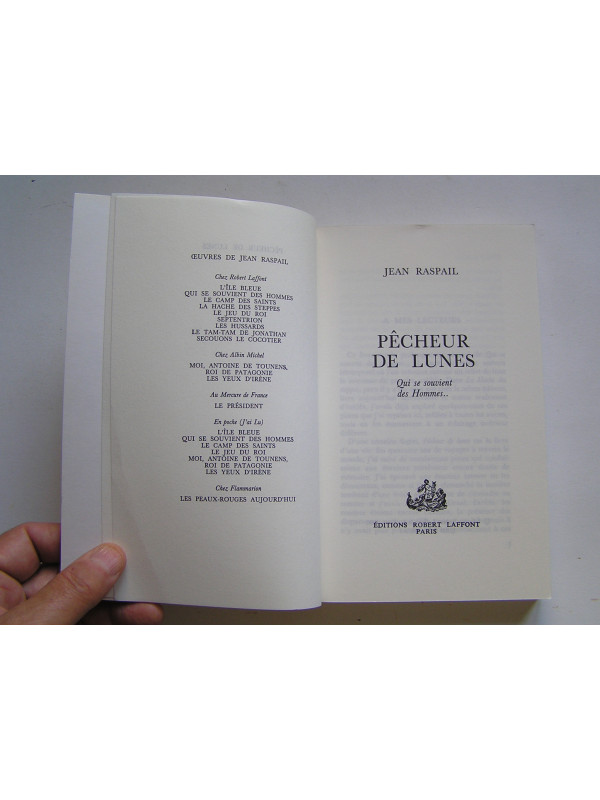 ŒUVRES DE JEAN RASPAIL
Chez Robert Laffont
L'ÎLE BLEUE
QUI SE SOUVIENT DES HOMMES
LE CAMP DES SAINTS
LA HACHE DES STEPPES
LE JEU DU ROI
SEPTENTRION
LES HUSSARDS
LE TAM-TAM DE JONATHAN
SECOUONS LE COCOTIER
Chez Albin Michel
MOI, ANTOINE DE TOUNENS,
ROI DE PATAGONIE
LES YEUX D'IRÈNE
Au Mercure de France
LE PRÉSIDENT
En poche (J'ai Lu)
L'ÎLE BLEUE
QUI SE SOUVIENT DES HOMMES
LE CAMP DES SAINTS
LE JEU DU ROI
MOI, ANTOINE DE TOUNENS,
ROI DE PATAGONIE
LES YEUX D'IRÈNE
Chez Flammarion
LES PEAUX-ROUGES AUJOURD'HUI
JEAN RASPAIL
PÊCHEUR
DE LUNES
Qui se souvient
des Hommes..
ÉDITIONS ROBERT LAFFONT
PARIS